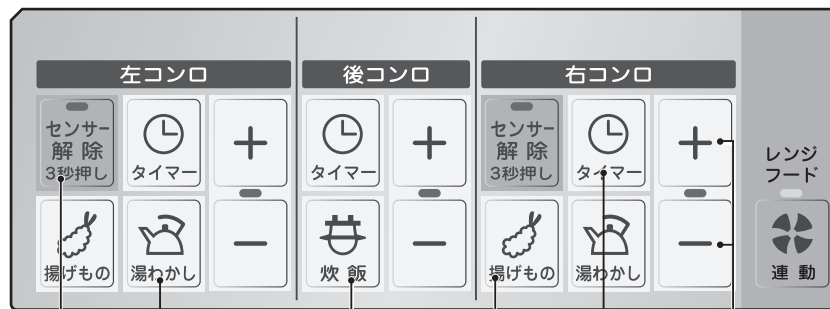 左コンロ
センサー
解除
3秒押し
タイマー
+
揚げもの
湯わかし
−
後コンロ
タイマー
+
炊飯
−
右コンロ
センサー
解除
3秒押し
タイマー
+
揚げもの
湯わかし
−
レンジ
フード
連動